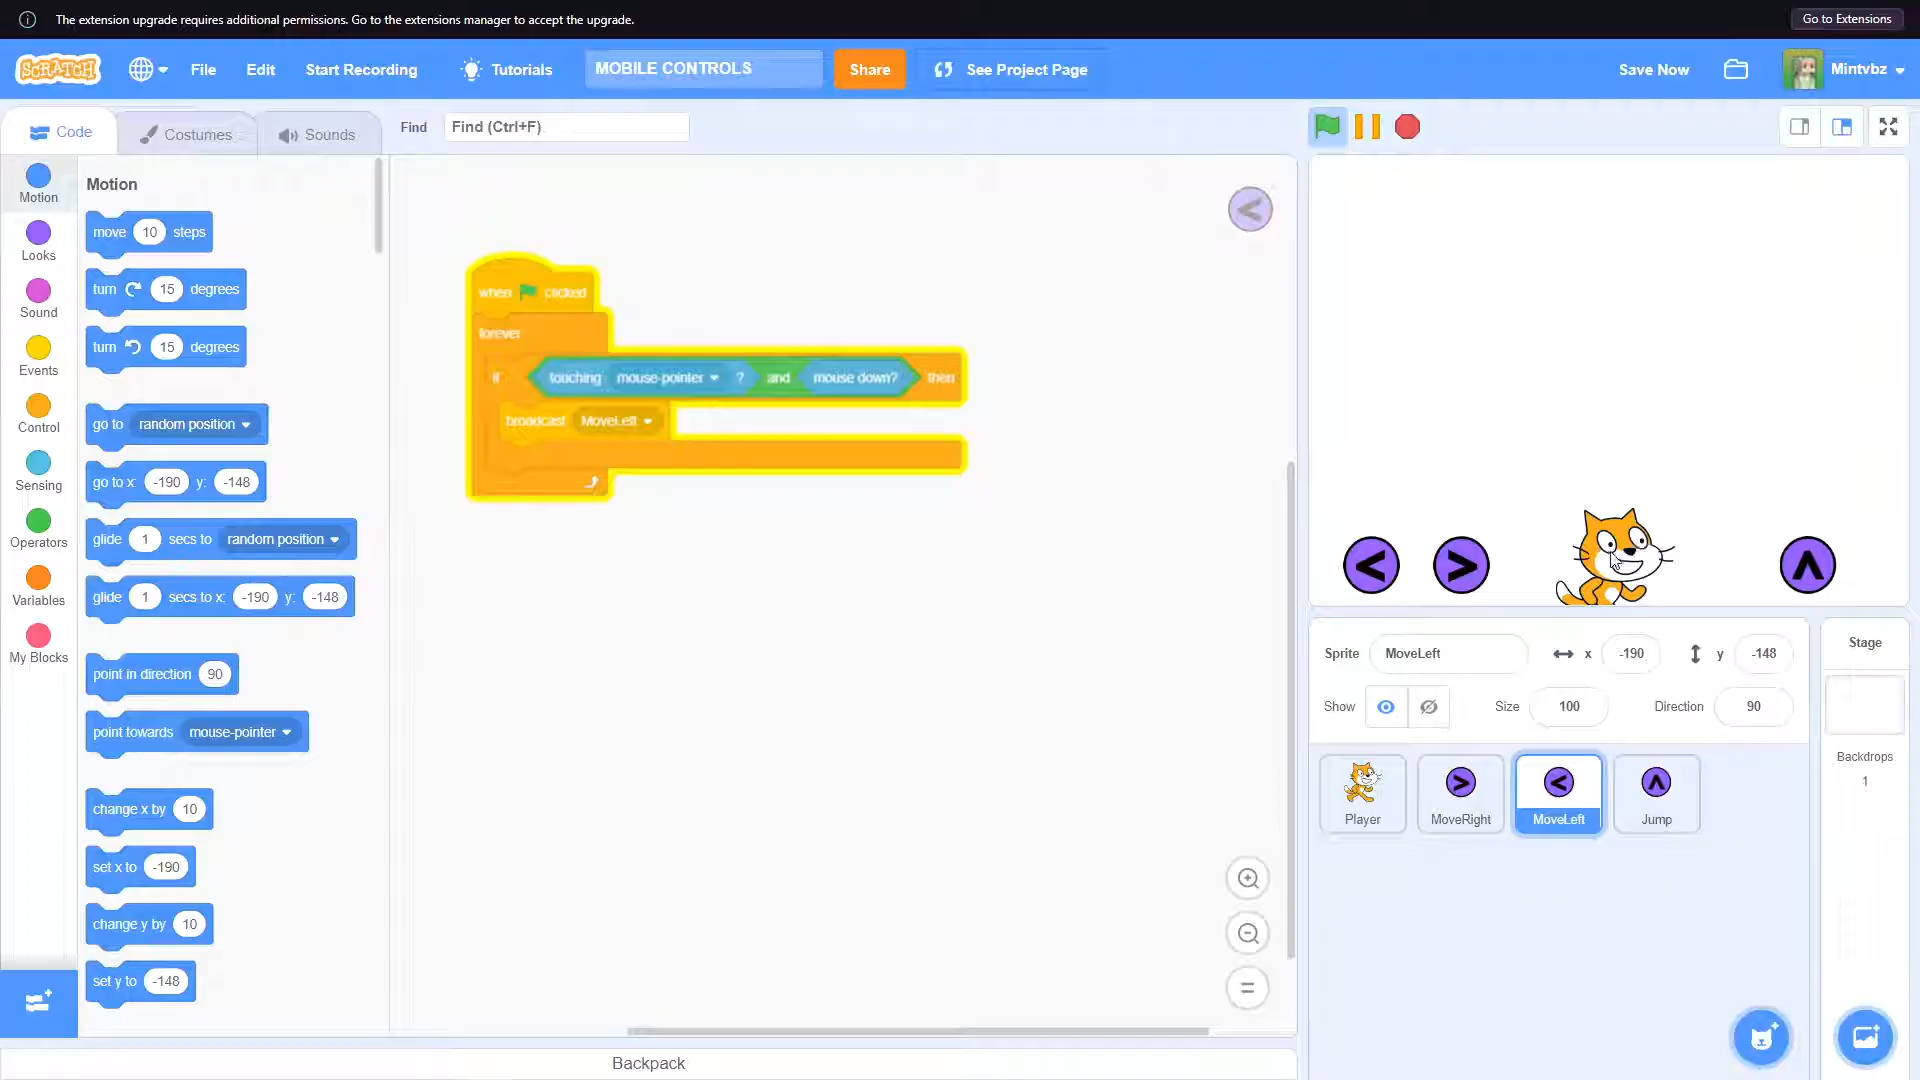 The extension upgrade requires additional permissions. Go to the extensions manager to accept the upgrade.
Go to Extensions
SCRATCH
File
Edit
Start Recording
Tutorials
MOBILE CONTROLS
Share
See Project Page
Save Now
Mintvbz
Code
Costumes
Sounds
Find
Find (Ctrl+F)
Motion
Looks
Sound
Events
Control
Sensing
Operators
Variables
My Blocks
Motion
move 10 steps
turn 15 degrees
turn 15 degrees
go to random position
go to x: -190 y: -148
glide 1 secs to random position
glide 1 secs to x: -190 y: -148
point in direction 90
point towards mouse-pointer
change x by 10
set x to -190
change y by 10
set y to -148
when clicked
forever
if touching mouse-pointer ? and mouse down? then
broadcast MoveLeft
Sprite MoveLeft x -190 y -148
Show Size 100 Direction 90
Player
MoveRight
MoveLeft
Jump
Stage
Backdrops
1
Backpack